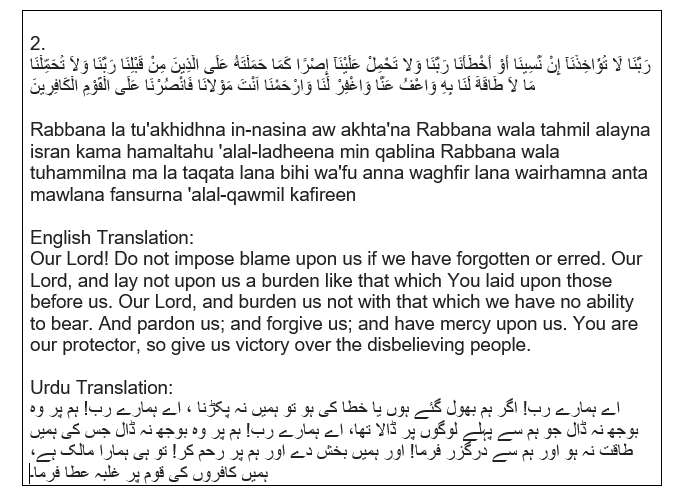 2.
رَبَّنَا لَا تُؤَاخِذْنَآ إِنْ نَّسِينَا أَوْ أَخْطَأْنَا رَبَّنَا وَلَا تَحْمِلْ عَلَيْنَآ إِصْرًا كَمَا حَمَلْتَهُ عَلَى الَّذِينَ مِنْ قَبْلِنَا رَبَّنَا وَلاَ تُحَمِّلْنَا
مَا لاَ طَاقَةَ لَنَا بِهِ وَاعْفُ عَنَّا وَاغْفِرْ لَنَا وَارْحَمْنَا أَنْتَ مَوْلَانَا فَانْصُرْنَا عَلَى الْقَوْمِ الْكَافِرِينَ
Rabbana la tu'akhidhna in-nasina aw akhta'na Rabbana wala tahmil alayna
isran kama hamaltahu 'alal-ladheena min qablina Rabbana wala
tuhammilna ma la taqata lana bihi wa'fu anna waghfir lana wairhamna anta
mawlana fansurna 'alal-qawmil kafireen
English Translation:
Our Lord! Do not impose blame upon us if we have forgotten or erred. Our
Lord, and lay not upon us a burden like that which You laid upon those
before us. Our Lord, and burden us not with that which we have no ability
to bear. And pardon us; and forgive us; and have mercy upon us. You are
our protector, so give us victory over the disbelieving people.
Urdu Translation:
اے ہمارے رب! اگر ہم بھول گئے ہوں یا خطا کی ہو تو ہمیں نہ پکڑنا ، اے ہمارے رب! ہم پر وہ
بوجھ نہ ڈال جو ہم سے پہلے لوگوں پر ڈالا تھا، اے ہمارے رب! ہم پر وہ بوجھ نہ ڈال جس کی ہمیں
طاقت نہ ہو اور ہم سے درگزر فرما! اور ہمیں بخش دے اور ہم پر رحم کر! تو ہی ہمارا مالک ہے،
ہمیں کافروں کی قوم پر غلبہ عطا فرما۔